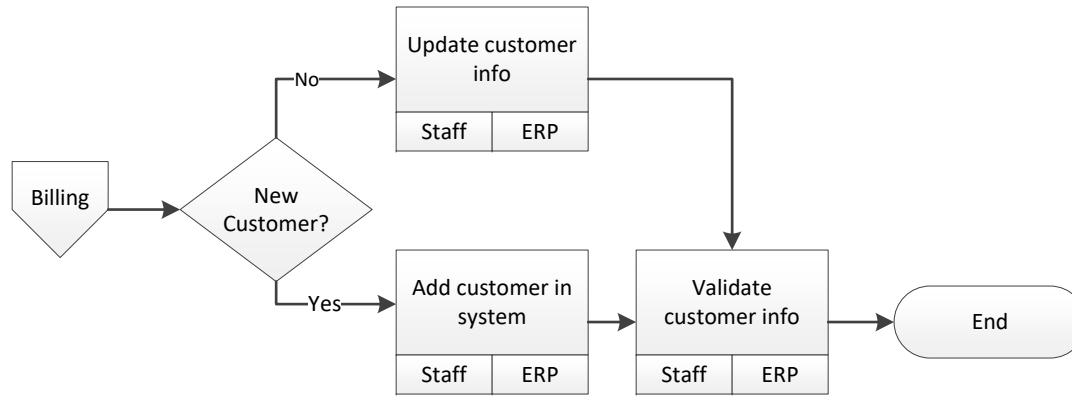 Billing
New
Customer?
No
Update customer
info
Staff
ERP
Yes
Add customer in
system
Staff
ERP
Validate
customer info
Staff
ERP
End